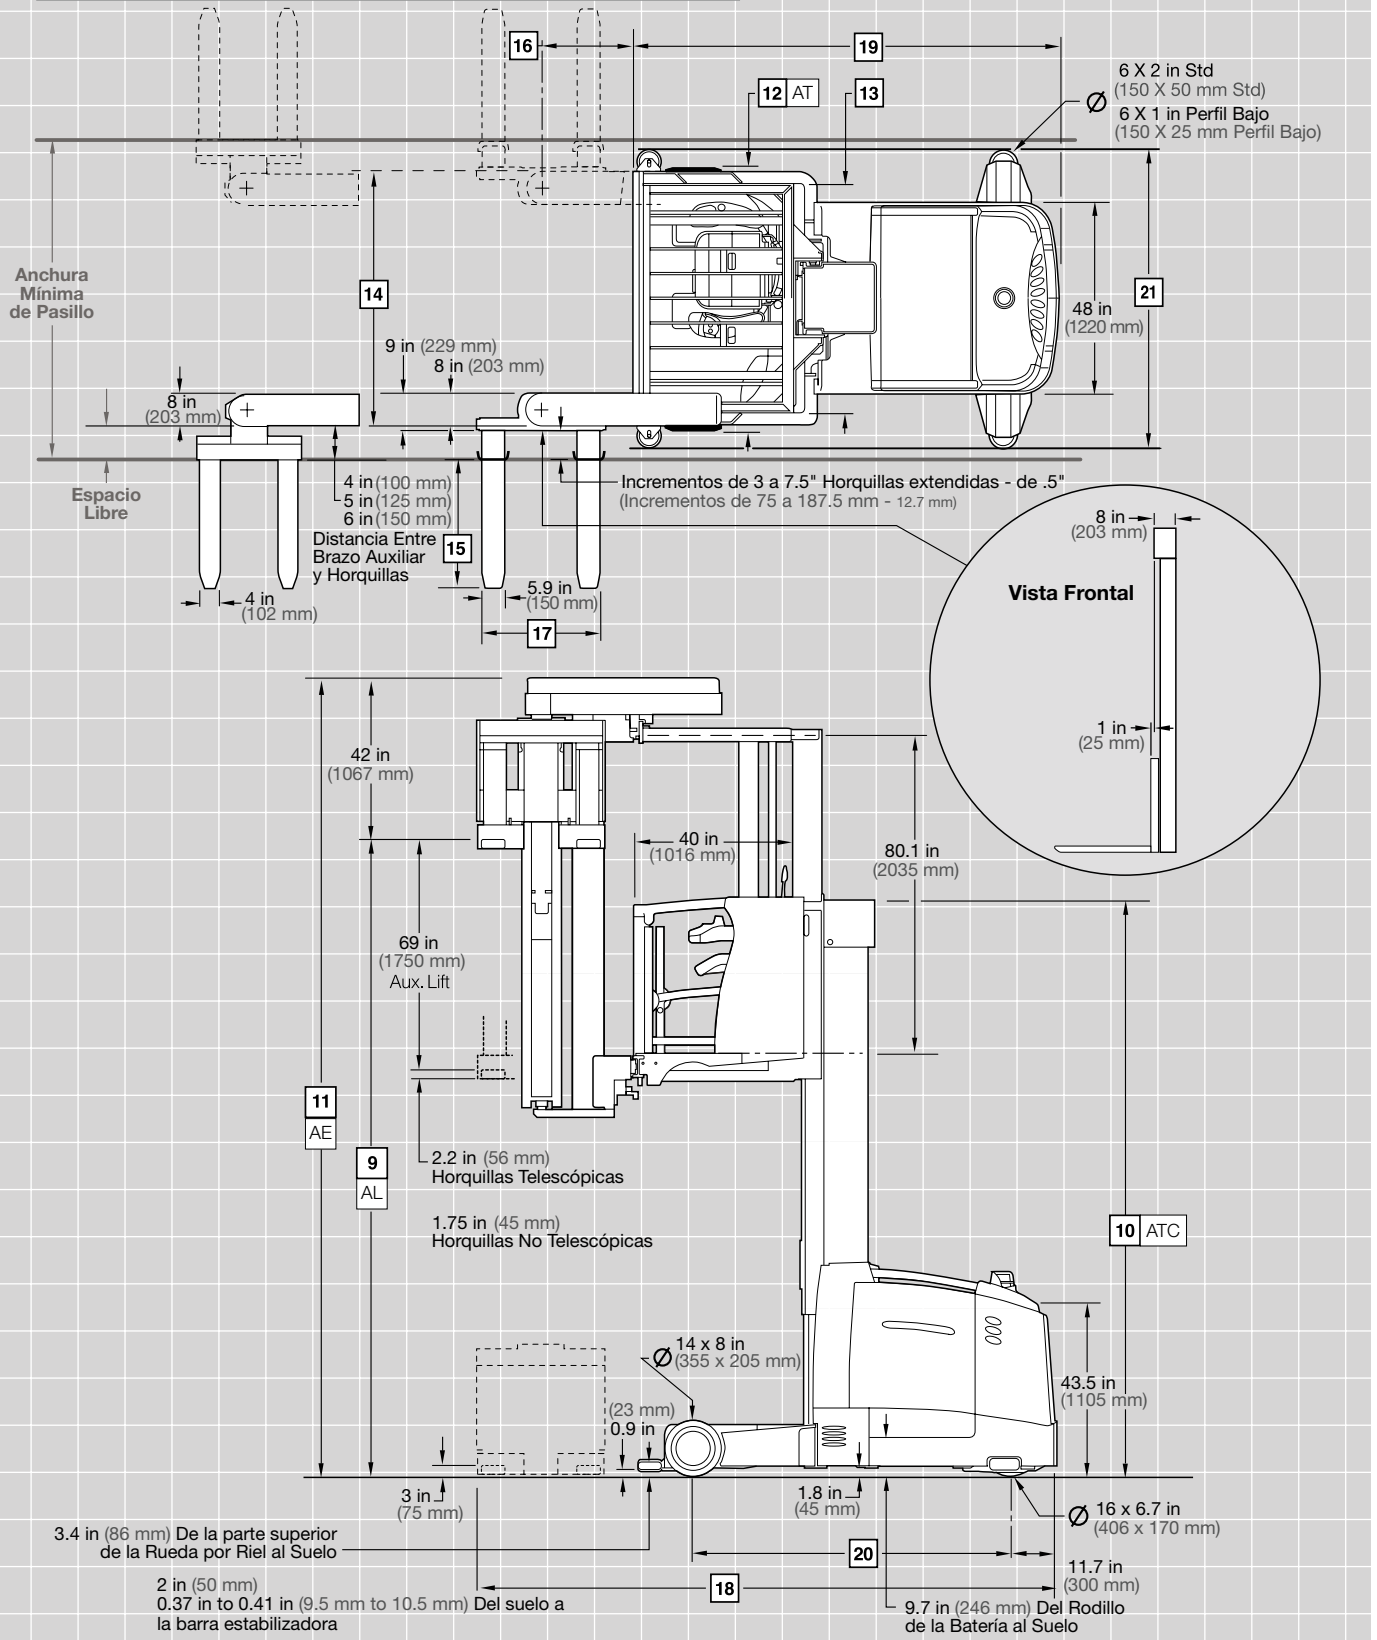 16
19
6 X 2 in Std
(150 X 50 mm Std)
6 X 1 in Perfil Bajo
(150 X 25 mm Perfil Bajo)
12 AT
13
Anchura
Mínima
de Pasillo
14
21
48 in
(1220 mm)
9 in (229 mm)
8 in (203 mm)
8 in
(203 mm)
Espacio
Libre
4 in (100 mm)
5 in (125 mm)
6 in (150 mm)
Distancia Entre
Brazo Auxiliar
y Horquillas
15
Incrementos de 3 a 7.5" Horquillas extendidas - de .5"
(Incrementos de 75 a 187.5 mm - 12.7 mm)
4 in
(102 mm)
5.9 in
(150 mm)
17
8 in
(203 mm)
Vista Frontal
1 in
(25 mm)
42 in
(1067 mm)
40 in
(1016 mm)
80.1 in
(2035 mm)
69 in
(1750 mm)
Aux. Lift
11
AE
9
AL
2.2 in (56 mm)
Horquillas Telescópicas
1.75 in (45 mm)
Horquillas No Telescópicas
10 ATC
Ø 14 x 8 in
(355 x 205 mm)
(23 mm)
0.9 in
43.5 in
(1105 mm)
3 in
(75 mm)
1.8 in
(45 mm)
Ø 16 x 6.7 in
(406 x 170 mm)
3.4 in (86 mm) De la parte superior
de la Rueda por Riel al Suelo
20
11.7 in
(300 mm)
18
2 in (50 mm)
0.37 in to 0.41 in (9.5 mm to 10.5 mm) Del suelo a
la barra estabilizadora
9.7 in (246 mm) Del Rodillo
de la Batería al Suelo